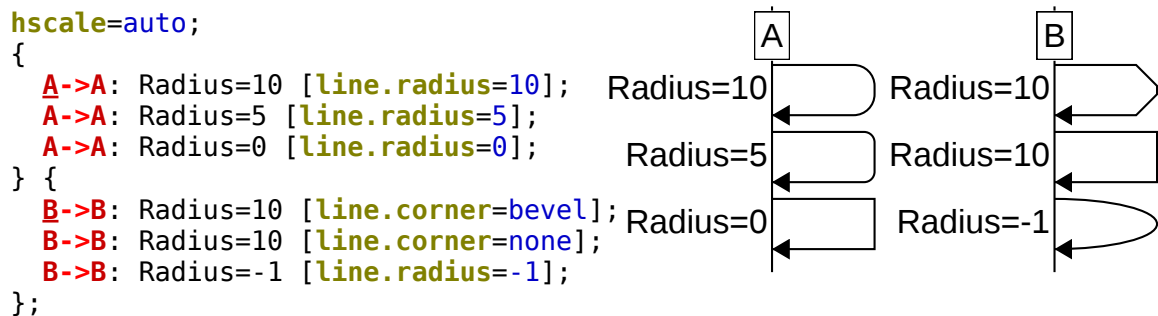 hscale=auto;
{
  A->A: Radius=10 [line.radius=10];
  A->A: Radius=5 [line.radius=5];
  A->A: Radius=0 [line.radius=0];
} {
  B->B: Radius=10 [line.corner=bevel];
  B->B: Radius=10 [line.corner=none];
  B->B: Radius=-1 [line.radius=-1];
};
A B
Radius=10 Radius=10
Radius=5 Radius=10
Radius=0 Radius=-1